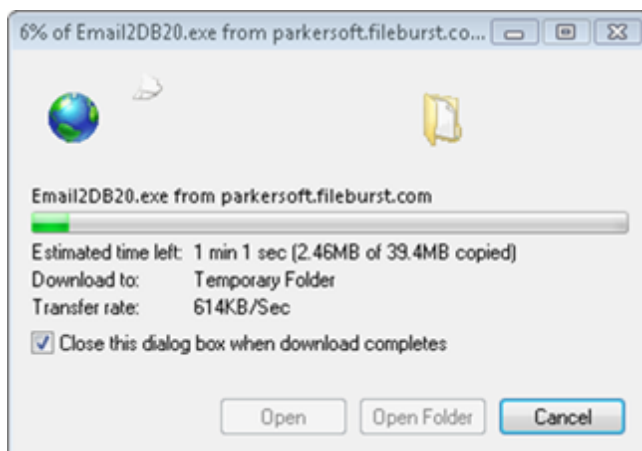 6% of Email2DB20.exe from parkersoft.fileburst.co...
Email2DB20.exe from parkersoft.fileburst.com
Estimated time left: 1 min 1 sec (2.46MB of 39.4MB copied)
Download to: Temporary Folder
Transfer rate: 614KB/Sec
Close this dialog box when download completes
Open Open Folder Cancel